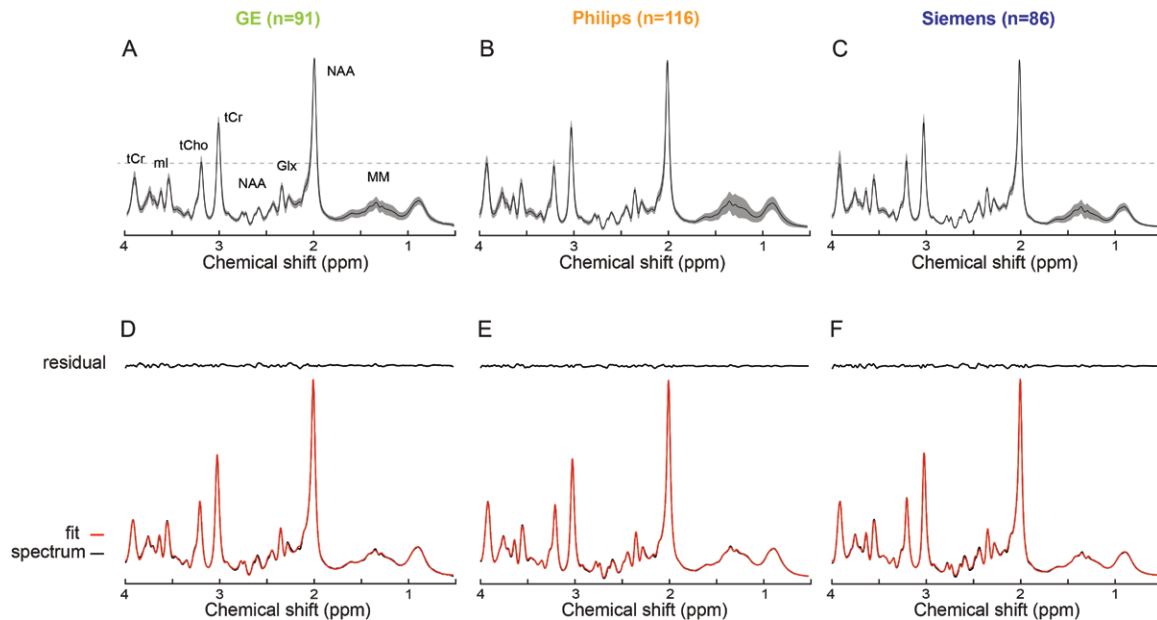 GE (n=91)
Philips (n=116)
Siemens (n=86)
A
B
C
NAA
tCr
tCho
tCr
mI
Glx
NAA
MM
4 3 2 1
4 3 2 1
4 3 2 1
Chemical shift (ppm)
Chemical shift (ppm)
Chemical shift (ppm)
D
E
F
residual
fit
spectrum
4 3 2 1
4 3 2 1
4 3 2 1
Chemical shift (ppm)
Chemical shift (ppm)
Chemical shift (ppm)